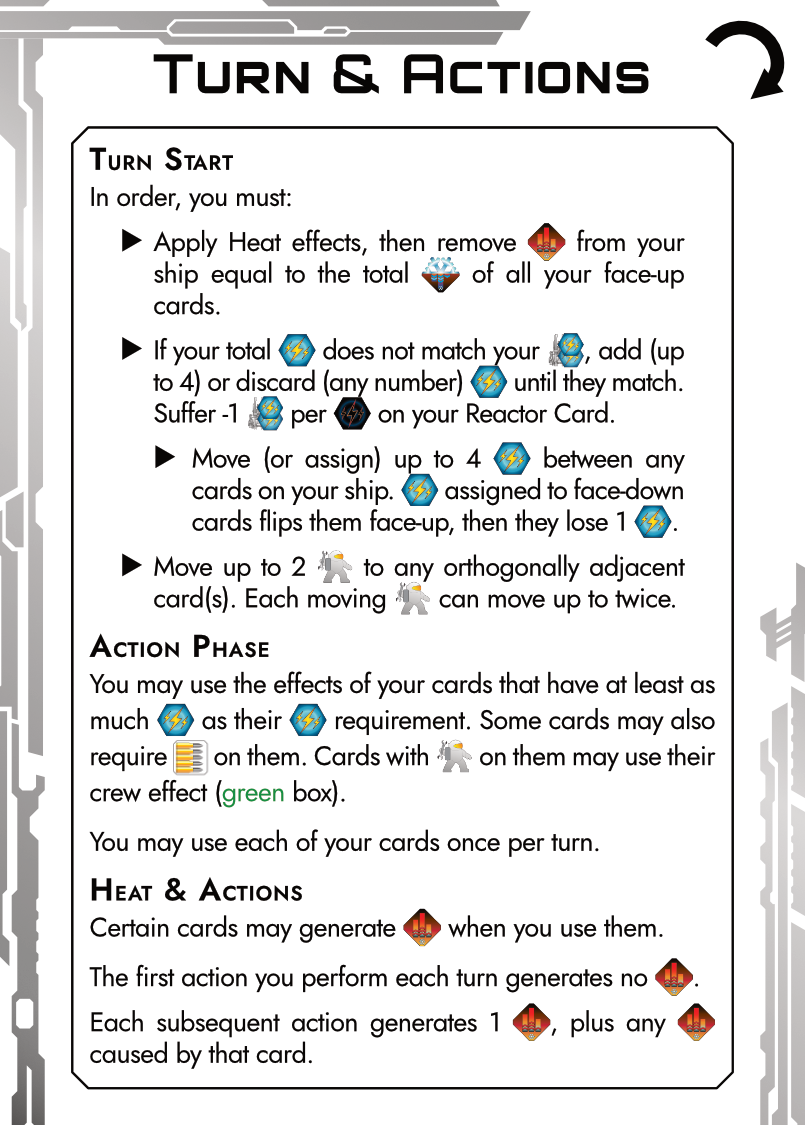 Turn & Actions
Turn Start
In order, you must:
Apply Heat effects, then remove from your
ship equal to the total of all your face-up
cards.
If your total does not match your , add (up
to 4) or discard (any number) until they match.
Suffer -1 per on your Reactor Card.
Move (or assign) up to 4 between any
cards on your ship. assigned to face-down
cards flips them face-up, then they lose 1 .
Move up to 2 to any orthogonally adjacent
card(s). Each moving can move up to twice.
Action Phase
You may use the effects of your cards that have at least as
much as their requirement. Some cards may also
require on them. Cards with on them may use their
crew effect (green box).
You may use each of your cards once per turn.
Heat & Actions
Certain cards may generate when you use them.
The first action you perform each turn generates no .
Each subsequent action generates 1 , plus any
caused by that card.